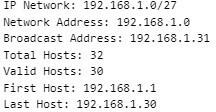 IP Network: 192.168.1.0/27
Network Address: 192.168.1.0
Broadcast Address: 192.168.1.31
Total Hosts: 32
Valid Hosts: 30
First Host: 192.168.1.1
Last Host: 192.168.1.30